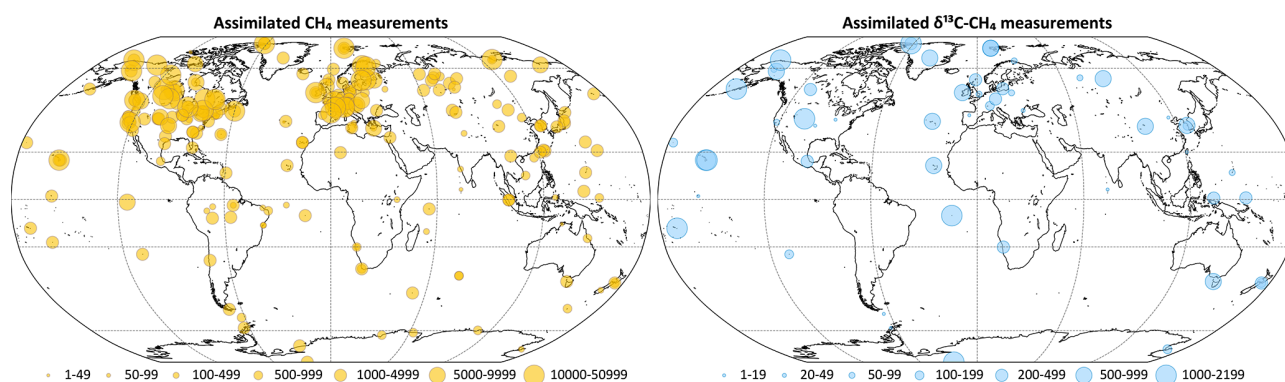 Assimilated CH₄ measurements
Assimilated δ¹³C-CH₄ measurements
1-49 50-99 100-499 500-999 1000-4999 5000-9999 10000-50999
1-19 20-49 50-99 100-199 200-499 500-999 1000-2199